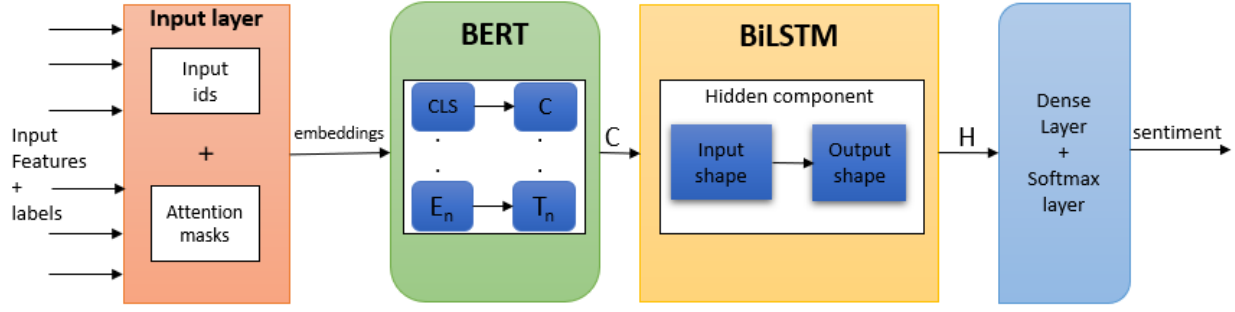 Input layer
Input
ids
+
Attention
masks
Input
Features
+
labels
embeddings
BERT
CLS
C
.
.
.
.
Eₙ
Tₙ
C
BiLSTM
Hidden component
Input
shape
Output
shape
H
Dense
Layer
+
Softmax
layer
sentiment